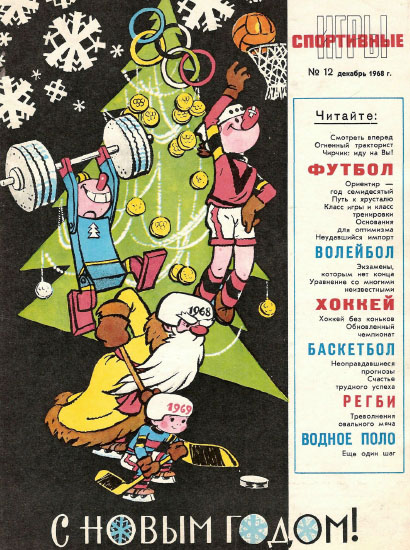 СПОРТИВНЫЕ
ИГРЫ
№ 12 декабрь 1968 г.
Читайте:
Смотреть вперед
Огненный тракторист
Чирчик: иду на Вы!
ФУТБОЛ
Ориентир —
год семидесятый
Путь к хрусталю
Класс игры и класс
тренировки
Основания
для оптимизма
Неудавшийся импорт
ВОЛЕЙБОЛ
Экзамены,
которым нет конца
Уравнение со многими
неизвестными
ХОККЕЙ
Хоккей без коньков
Обновленный
чемпионат
БАСКЕТБОЛ
Неоправдавшиеся
прогнозы
Счастье
трудного успеха
РЕГБИ
Треволнения
овального мяча
ВОДНОЕ ПОЛО
Еще один шаг
1968
1969
С НОВЫМ ГОДОМ!